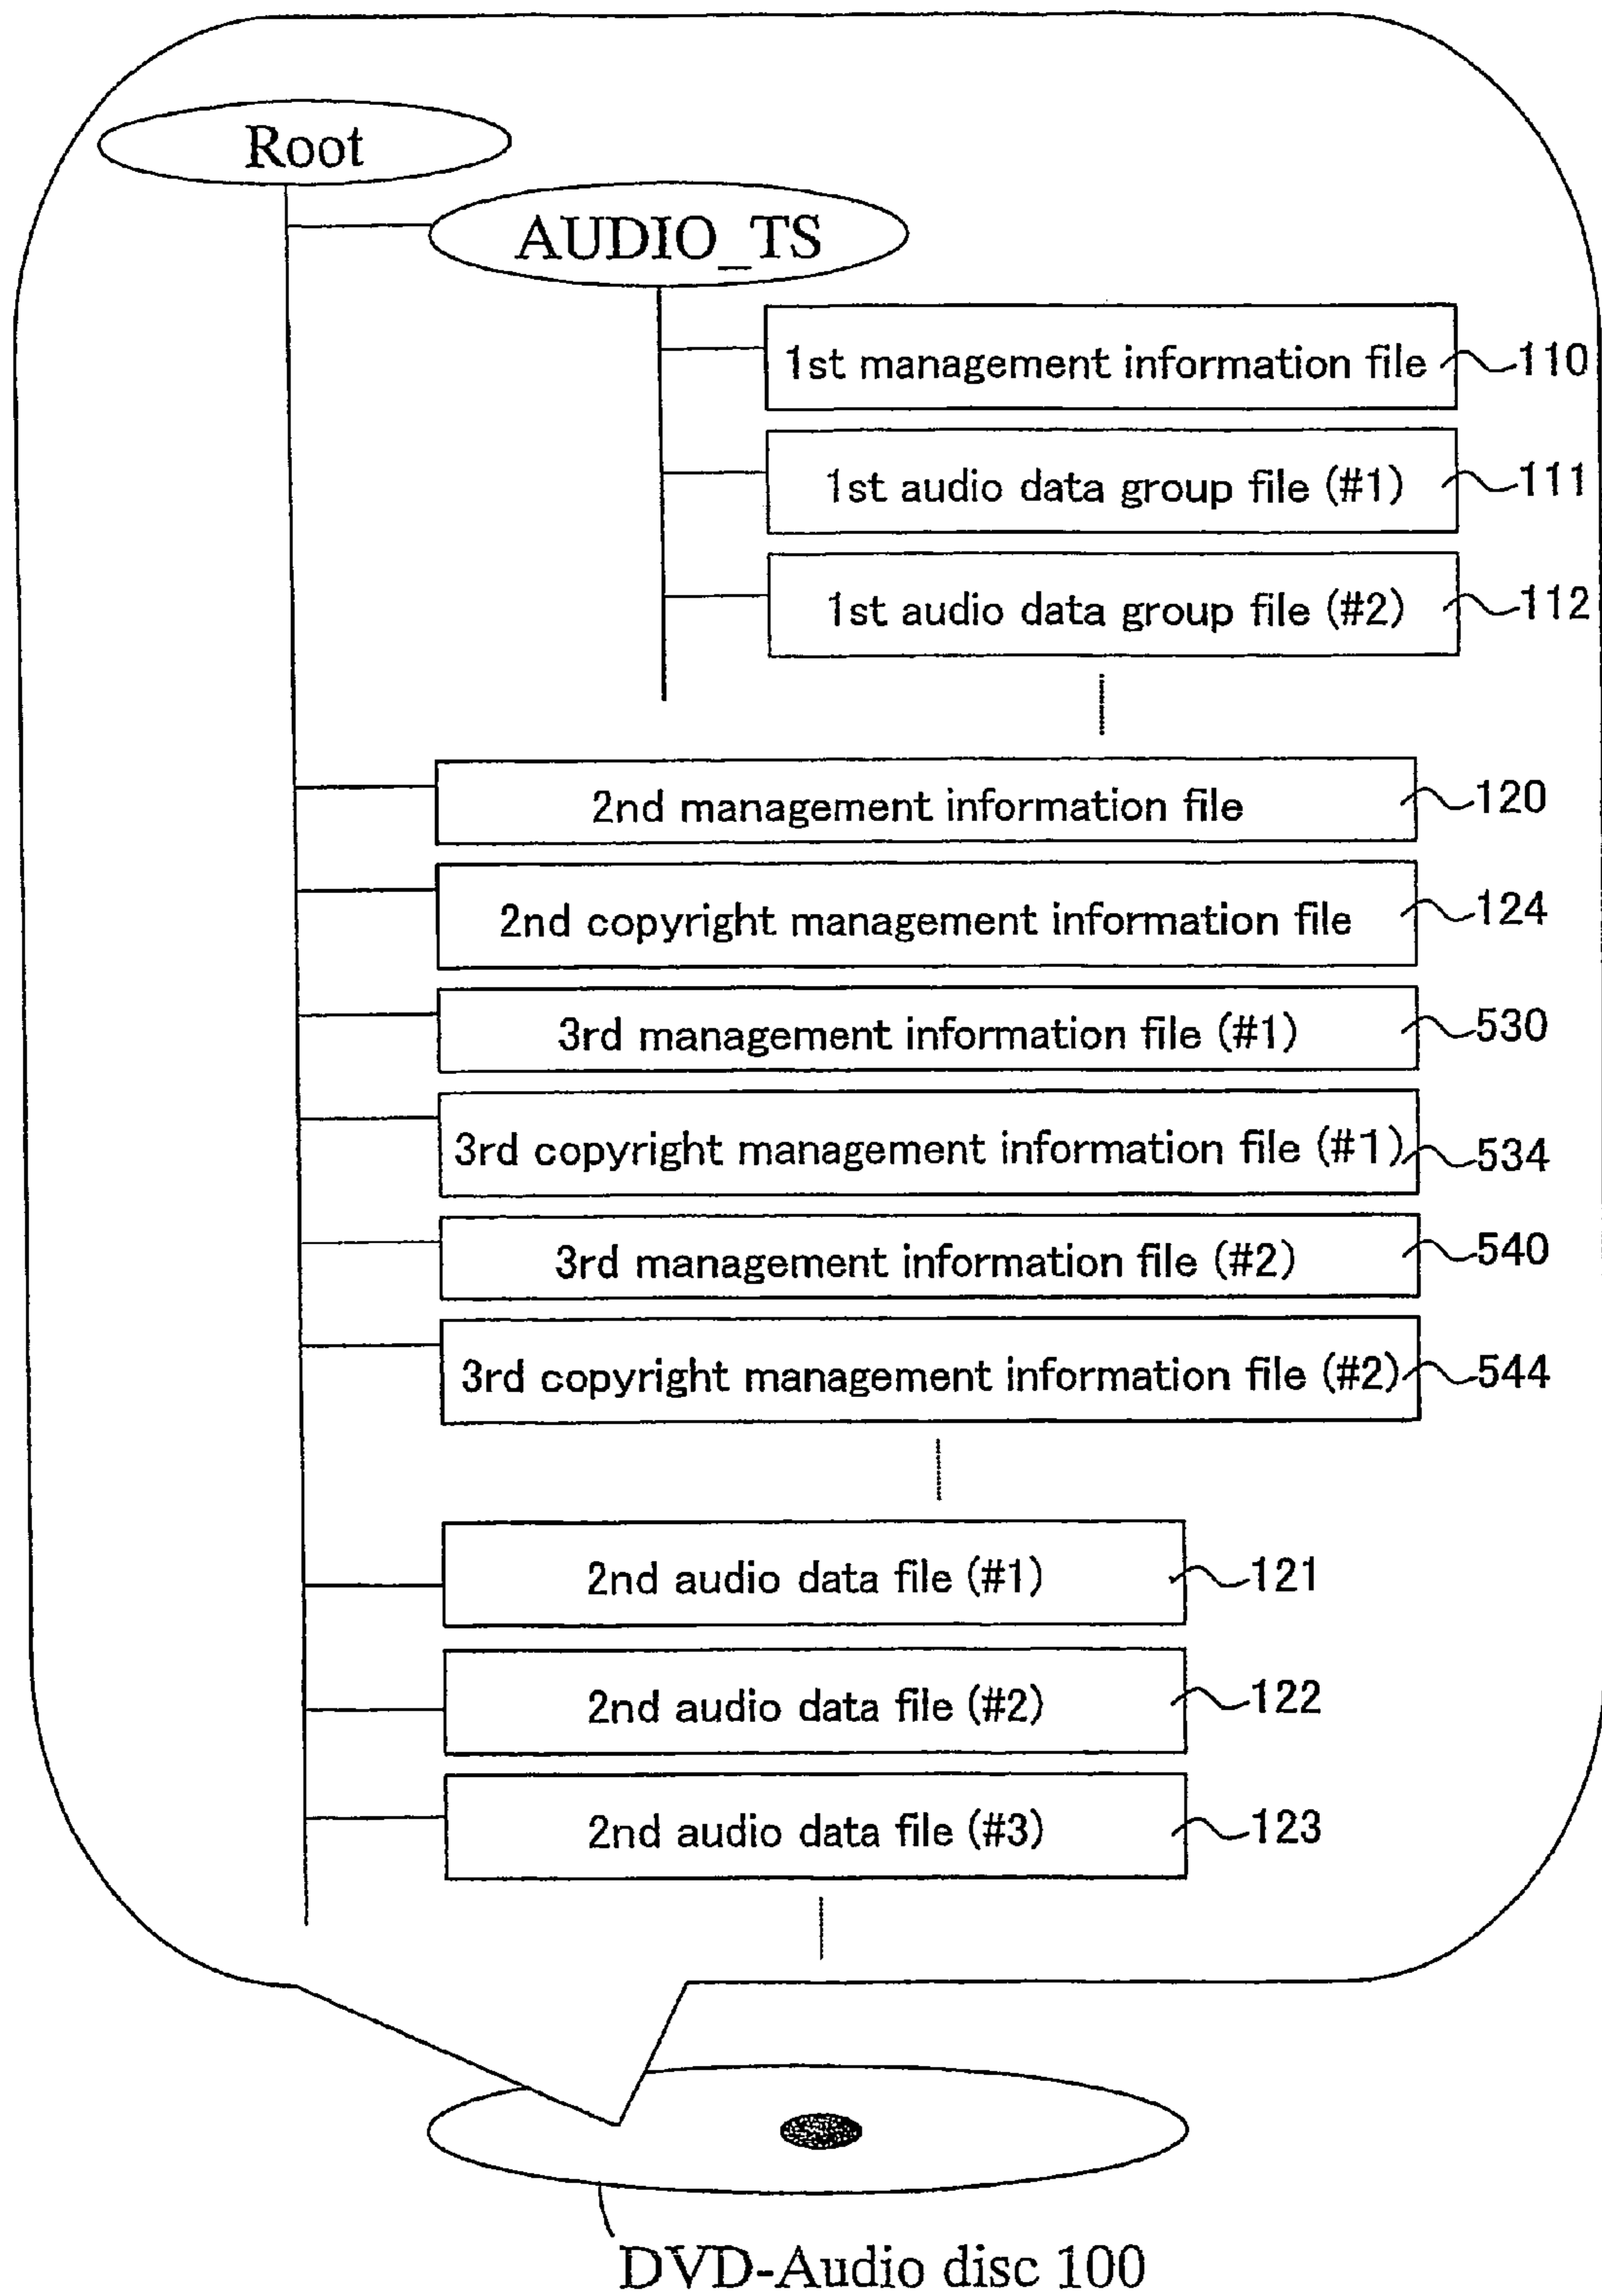 Root
AUDIO_TS
1st management information file 110
1st audio data group file (#1) 111
1st audio data group file (#2) 112
2nd management information file 120
2nd copyright management information file 124
3rd management information file (#1) 530
3rd copyright management information file (#1) 534
3rd management information file (#2) 540
3rd copyright management information file (#2) 544
2nd audio data file (#1) 121
2nd audio data file (#2) 122
2nd audio data file (#3) 123
DVD-Audio disc 100